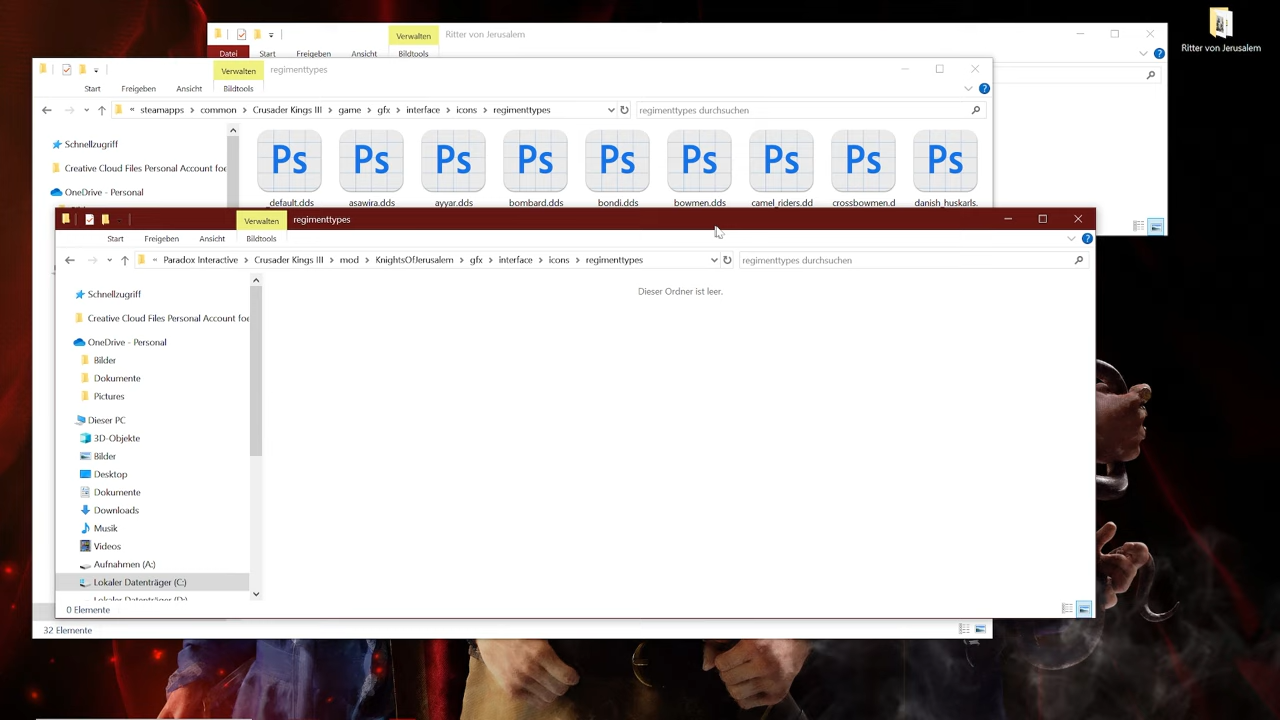 Ritter von Jerusalem
Verwalten
Ritter von Jerusalem
Datei Start Freigeben Ansicht Bildtools
Verwalten
regimenttypes
Start Freigeben Ansicht Bildtools
« steamapps > common > Crusader Kings III > game > gfx > interface > icons > regimenttypes
regimenttypes durchsuchen
Schnellzugriff
Creative Cloud Files Personal Account foe
OneDrive - Personal
Ps Ps Ps Ps Ps Ps Ps Ps Ps
_default.dds asawira.dds ayyar.dds bombard.dds bondi.dds bowmen.dds camel_riders.dd crossbowmen.d danish_huskarls.
Verwalten
regimenttypes
Start Freigeben Ansicht Bildtools
« Paradox Interactive > Crusader Kings III > mod > KnightsOfJerusalem > gfx > interface > icons > regimenttypes
regimenttypes durchsuchen
Dieser Ordner ist leer.
Schnellzugriff
Creative Cloud Files Personal Account foe
OneDrive - Personal
Bilder
Dokumente
Pictures
Dieser PC
3D-Objekte
Bilder
Desktop
Dokumente
Downloads
Musik
Videos
Aufnahmen (A:)
Lokaler Datenträger (C:)
Lokaler Datenträger (D:)
0 Elemente
32 Elemente